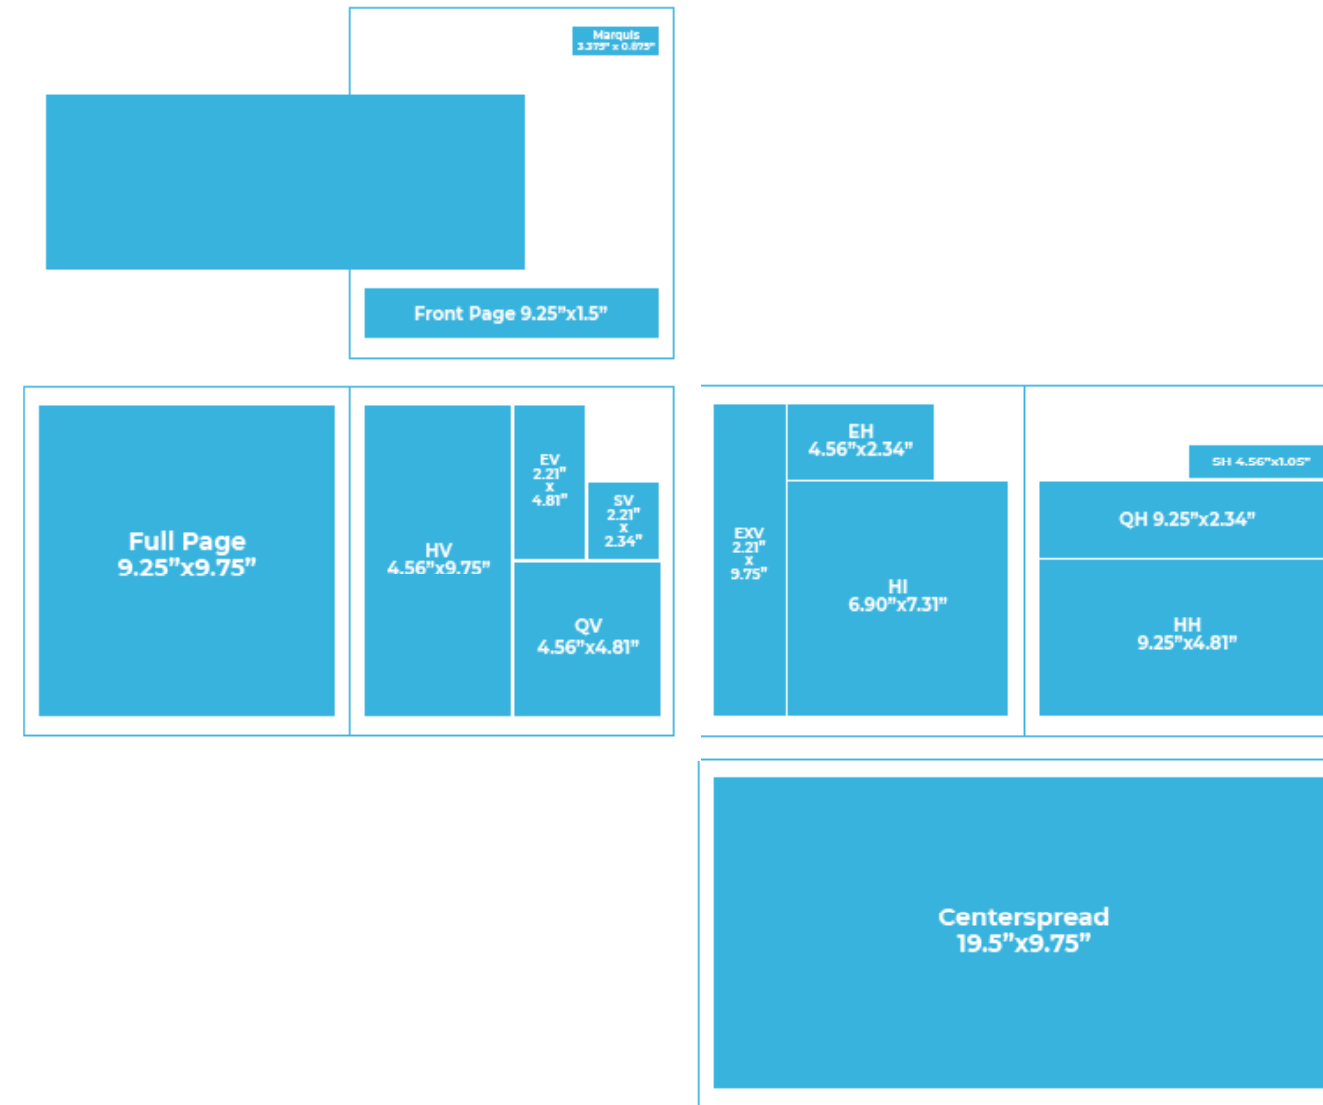 Marquis
3.375" x 0.875"
Front Page 9.25”x1.5”
Full Page
9.25”x9.75”
HV
4.56”x9.75”
EV
2.21”
x
4.81”
SV
2.21”
x
2.34”
QV
4.56”x4.81”
EXV
2.21”
x
9.75”
EH
4.56”x2.34”
HI
6.90”x7.31”
SH 4.56”x1.05”
QH 9.25”x2.34”
HH
9.25”x4.81”
Centerspread
19.5”x9.75”